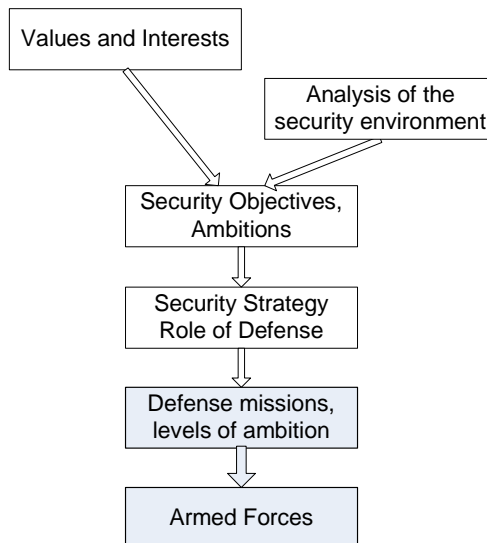 Values and Interests
Analysis of the
security environment
Security Objectives,
Ambitions
Security Strategy
Role of Defense
Defense missions,
levels of ambition
Armed Forces